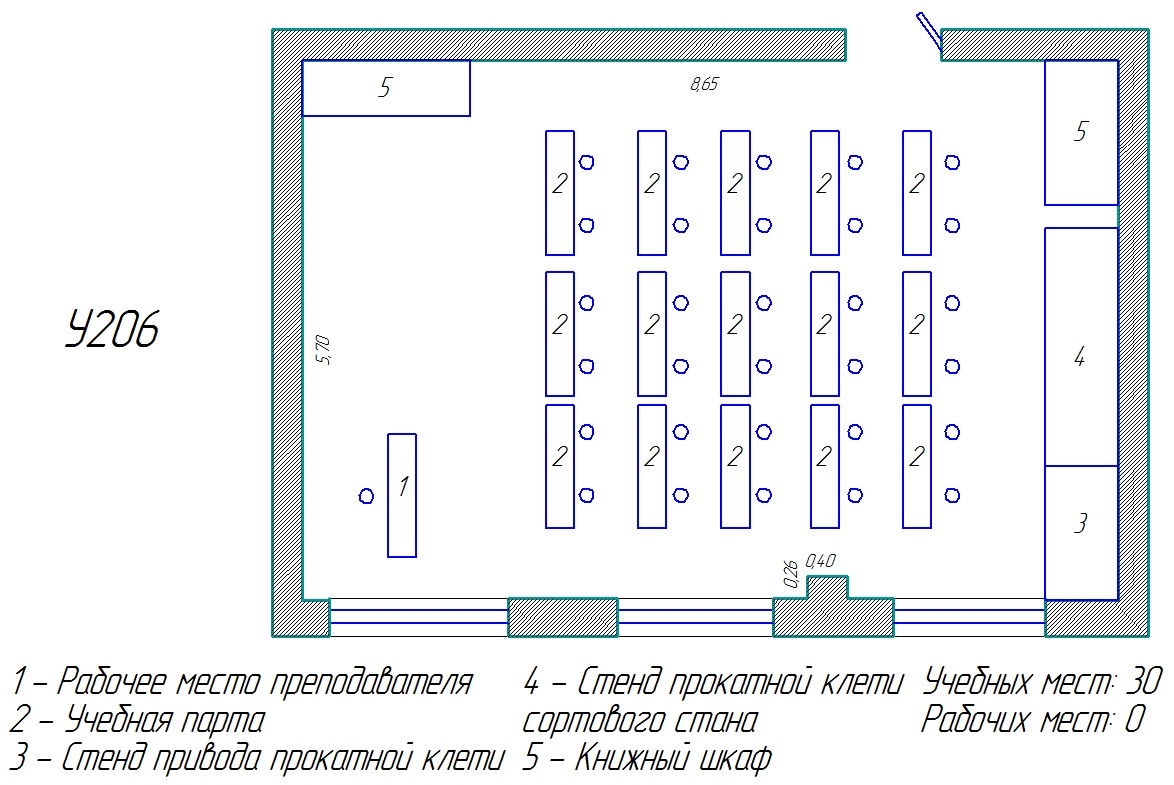 5
8,65
5
2 2 2 2 2
У206
5,70
2 2 2 2 2
4
2 2 2 2 2
1
3
0,26
0,40
1 – Рабочее место преподавателя
2 – Учебная парта
3 – Стенд привода прокатной клети
4 – Стенд прокатной клети
сортового стана
5 – Книжный шкаф
Учебных мест: 30
Рабочих мест: 0